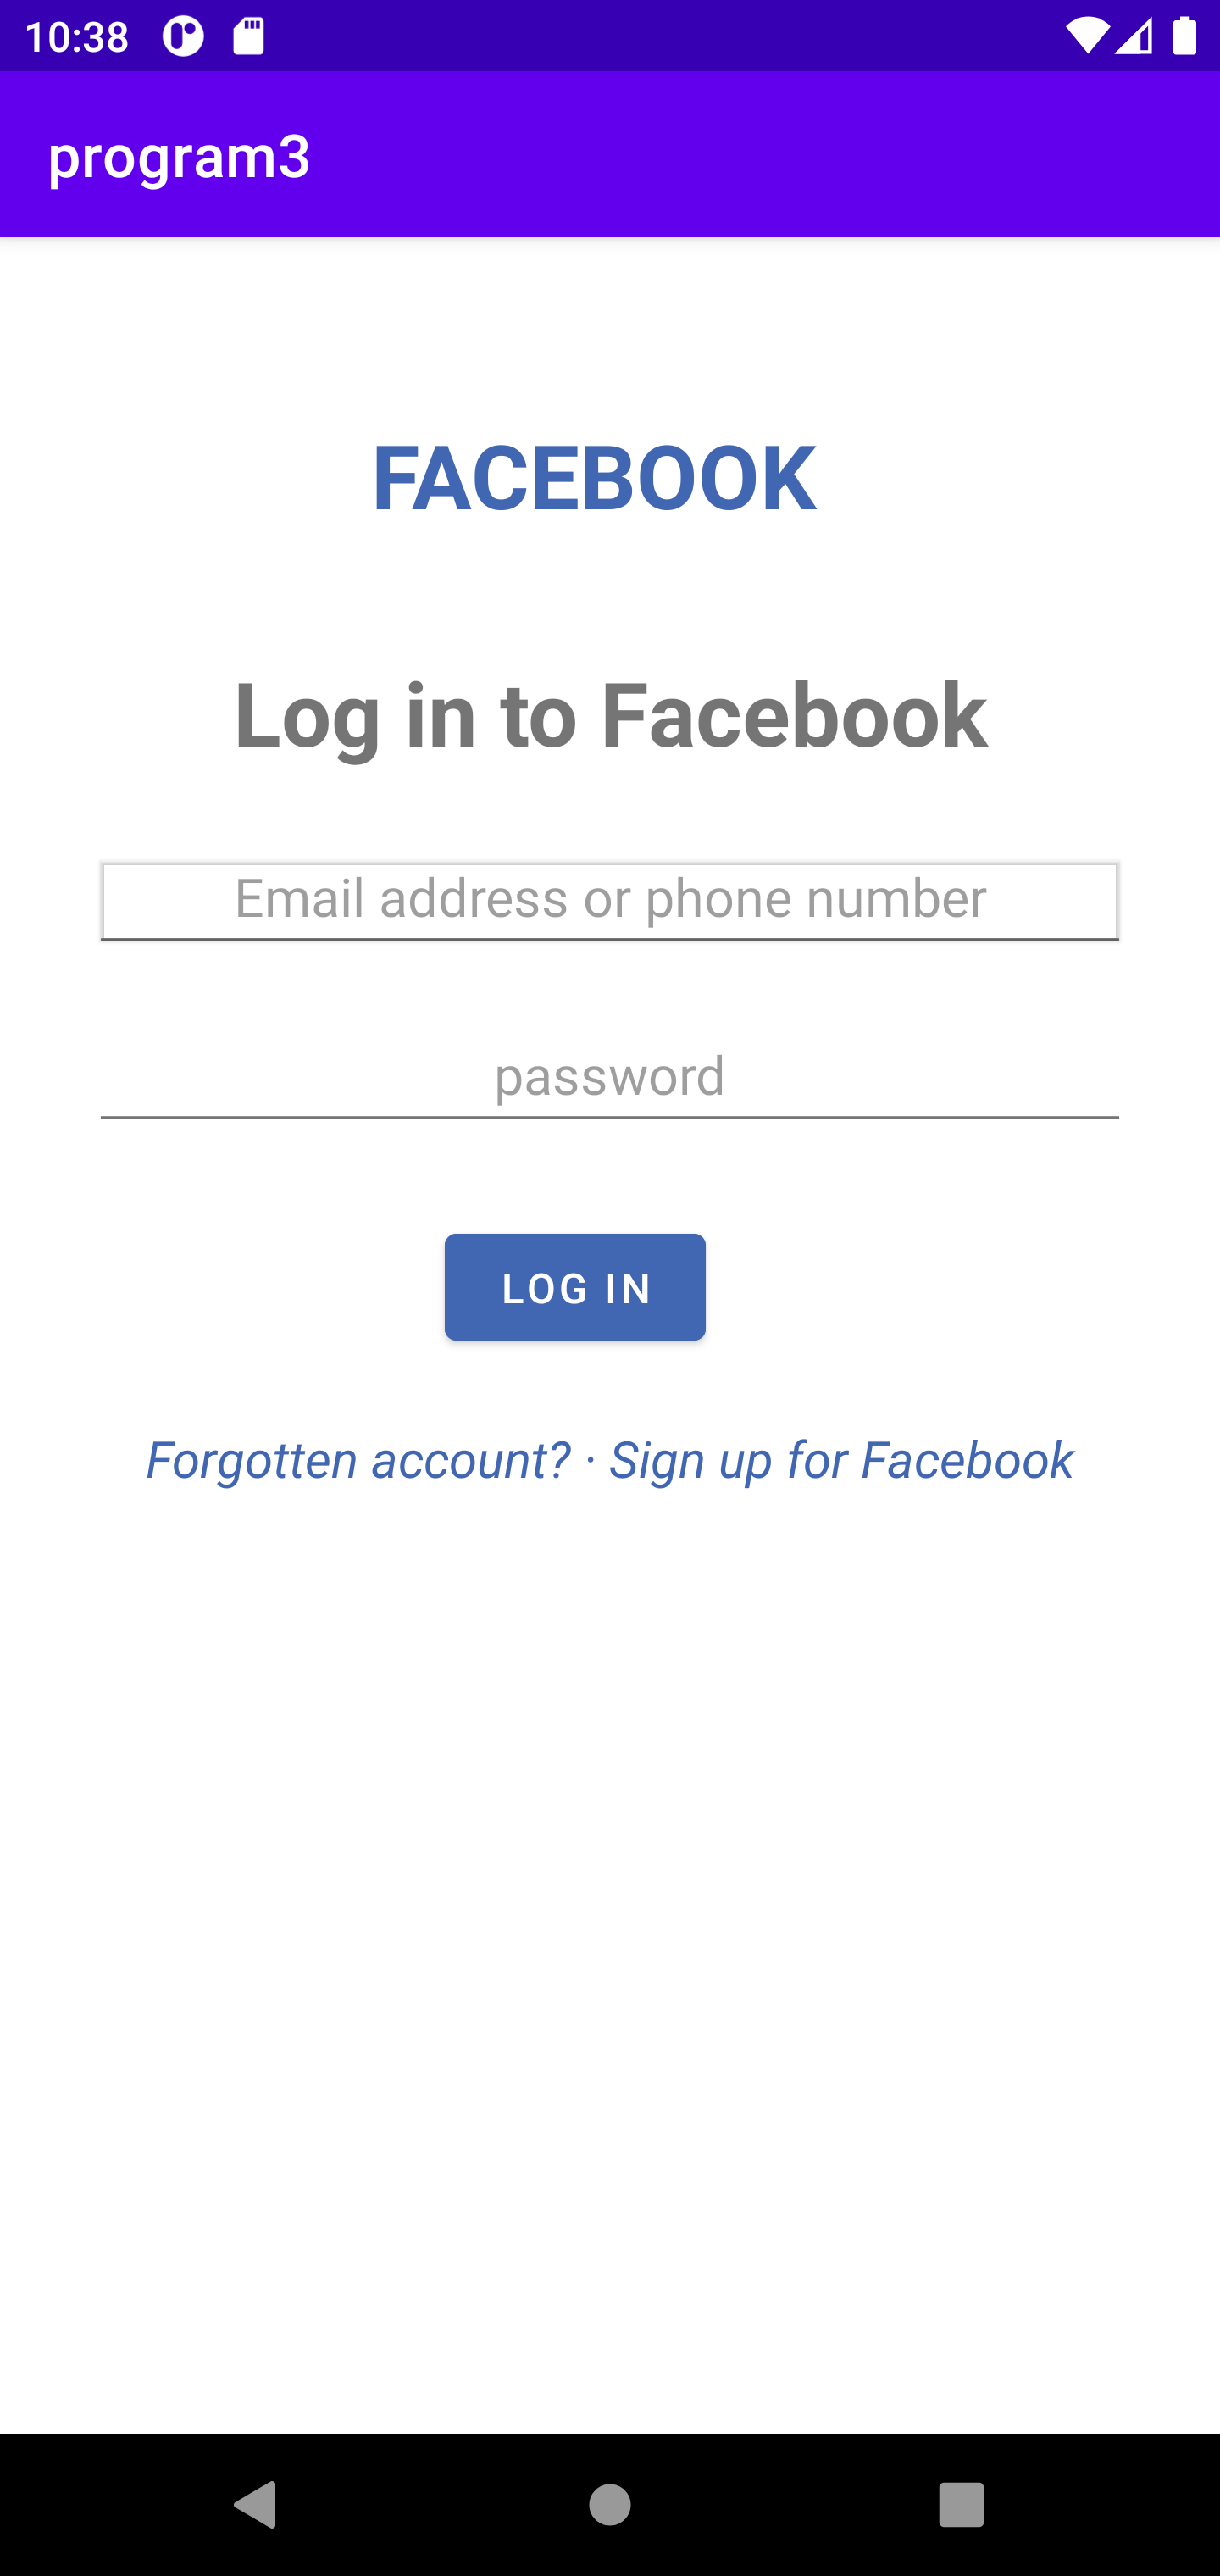 10:38
program3
FACEBOOK
Log in to Facebook
Email address or phone number
password
LOG IN
Forgotten account? · Sign up for Facebook